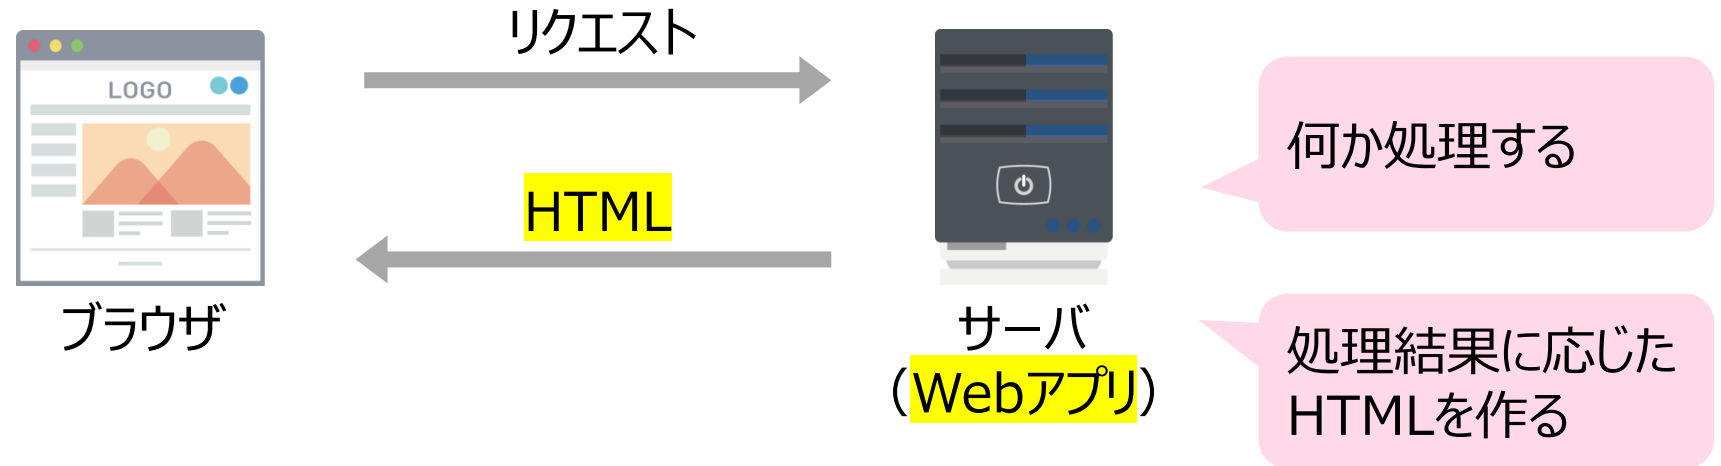 リクエスト
LOGO
HTML
ブラウザ
サーバ
（Webアプリ）
何か処理する
処理結果に応じた
HTMLを作る